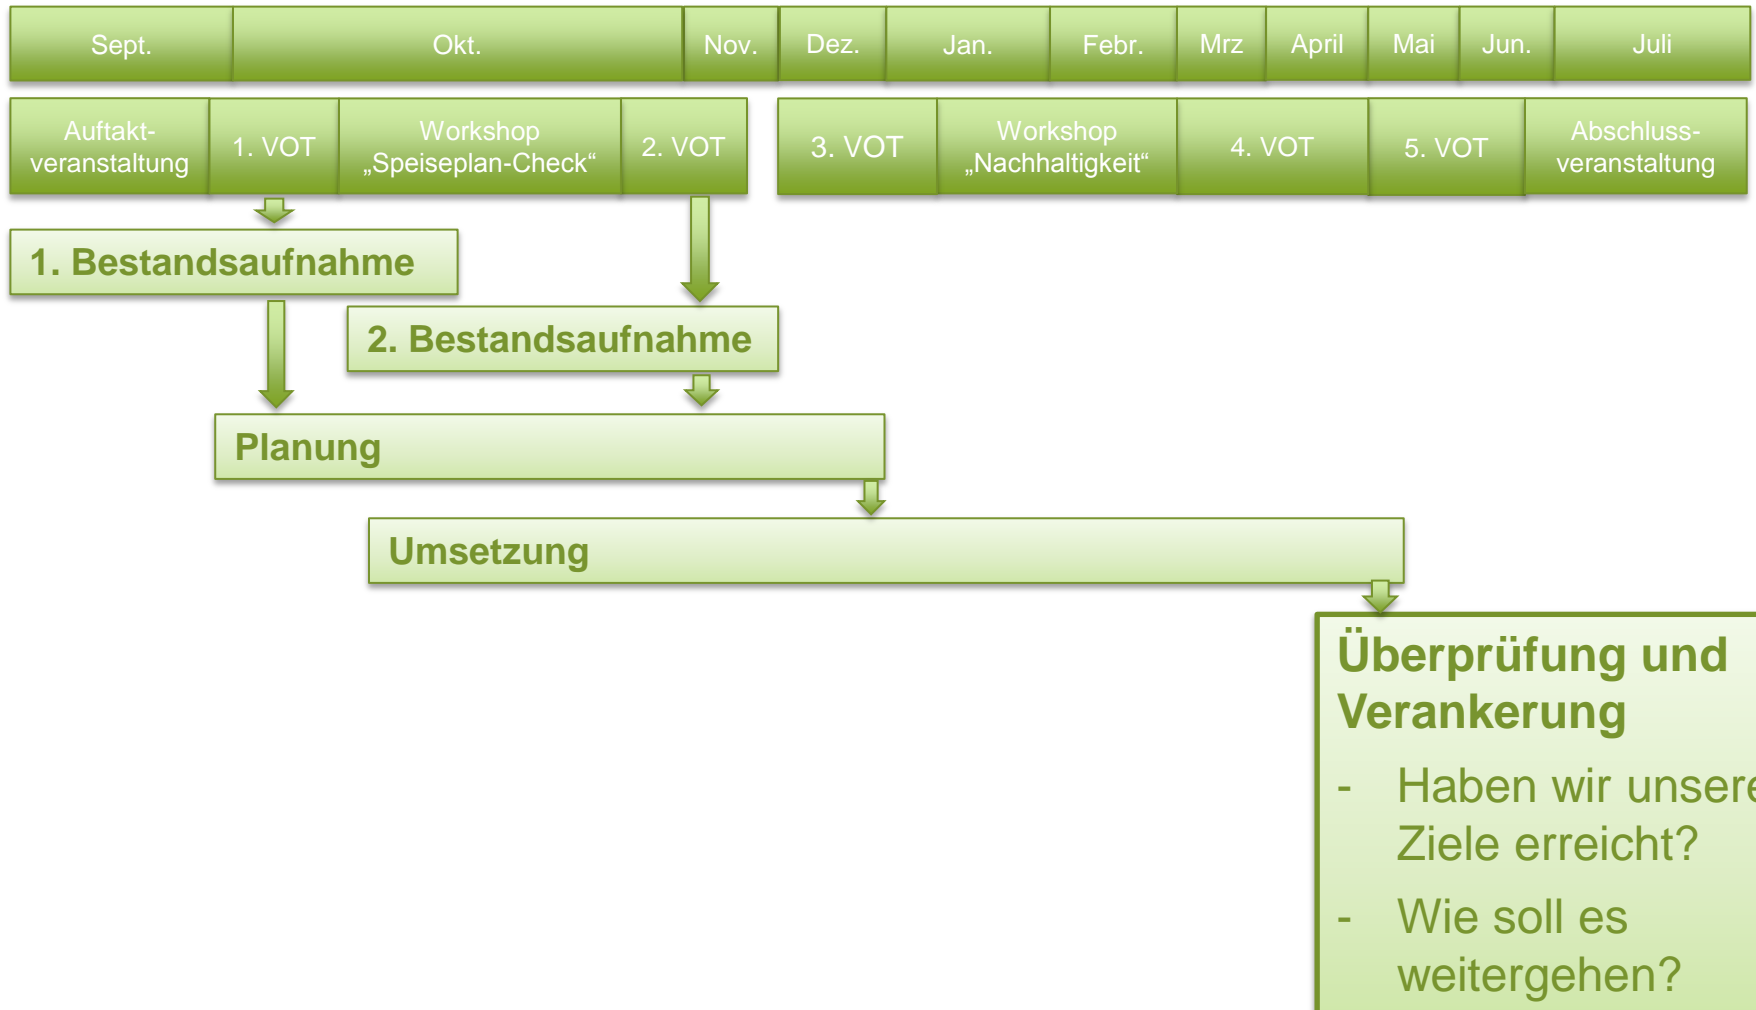 Sept. Okt. Nov. Dez. Jan. Febr. Mrz April Mai Jun. Juli
Auftakt-
veranstaltung
1. VOT
Workshop
„Speiseplan-Check“
2. VOT
3. VOT
Workshop
„Nachhaltigkeit“
4. VOT
5. VOT
Abschluss-
veranstaltung
1. Bestandsaufnahme
2. Bestandsaufnahme
Planung
Umsetzung
Überprüfung und
Verankerung
- Haben wir unsere
Ziele erreicht?
- Wie soll es
weitergehen?